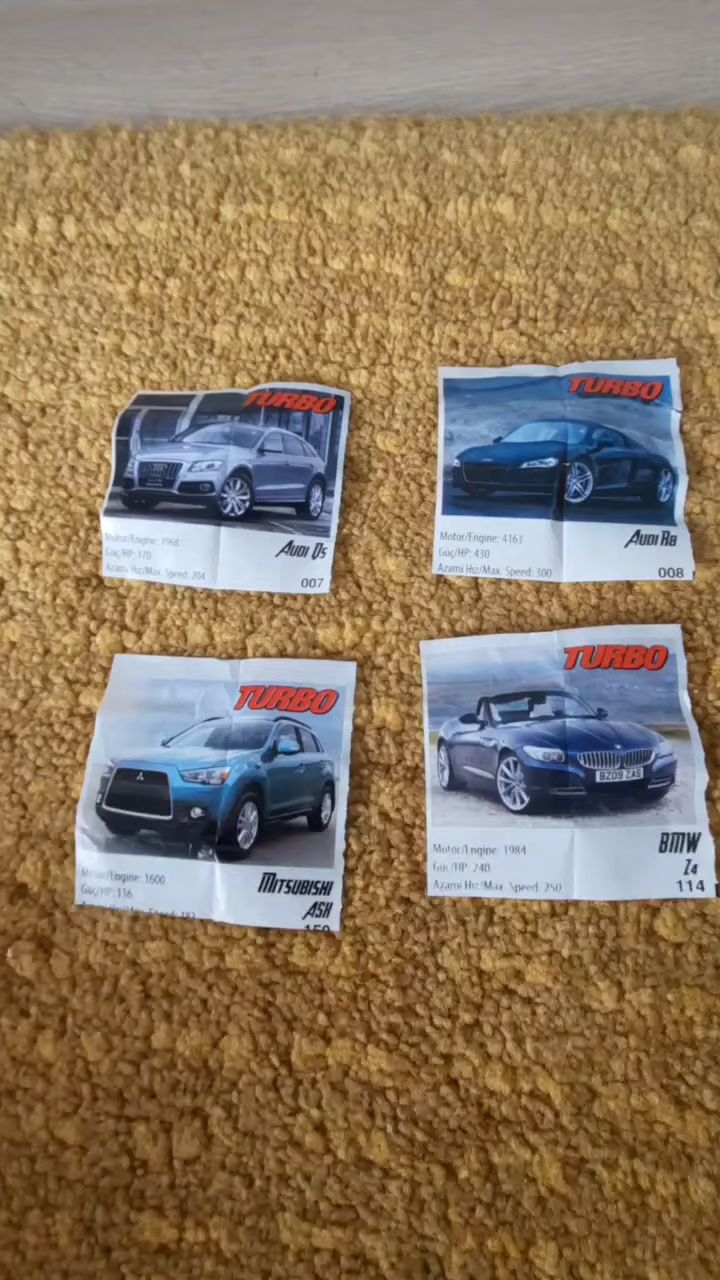 TURBO
Motor/Engine: 1968
Güç/HP: 170
Azami Hız/Max. Speed: 204
AUDI Q5
007
TURBO
Motor/Engine: 4163
Güç/HP: 430
Azami Hız/Max. Speed: 300
AUDI R8
008
TURBO
Motor/Engine: 1600
Güç/HP: 116
MITSUBISHI
ASX
TURBO
BZ09 ZAS
Motor/Engine: 1984
Güç/HP: 240
Azami Hız/Max. Speed: 250
BMW
Z4
114